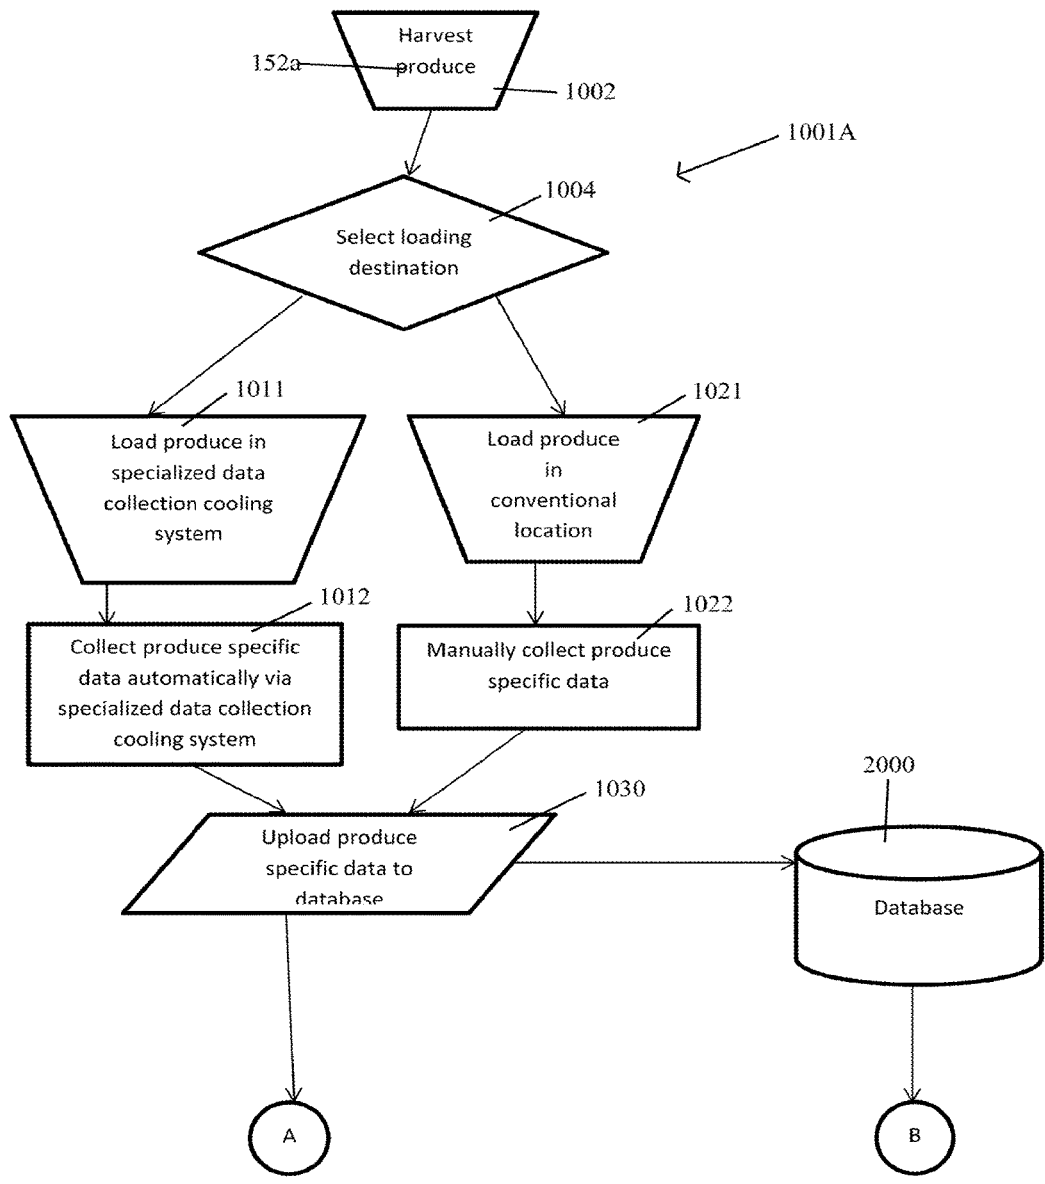 Harvest
152a produce
1002
1001A
1004
Select loading
destination
1011
1021
Load produce in
specialized data
collection cooling
system
Load produce
in
conventional
location
1012
1022
Collect produce specific
data automatically via
specialized data collection
cooling system
Manually collect produce
specific data
2000
1030
Upload produce
specific data to
database
Database
A
B